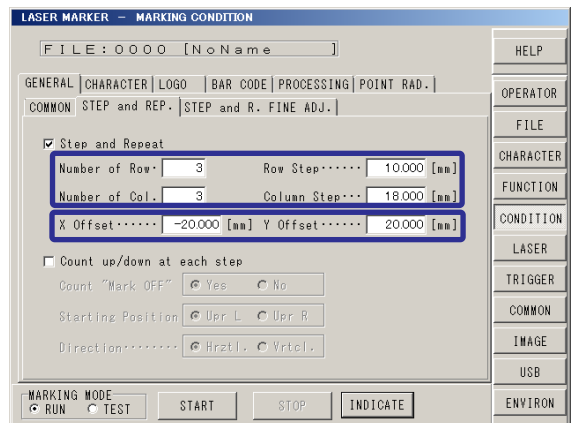 LASER MARKER － MARKING CONDITION
FILE:0000 [NoName ]
HELP
GENERAL CHARACTER LOGO BAR CODE PROCESSING POINT RAD.
COMMON STEP and REP. STEP and R. FINE ADJ.
OPERATOR
FILE
Step and Repeat
CHARACTER
Number of Row· 3 Row Step······ 10.000 [mm]
FUNCTION
Number of Col. 3 Column Step··· 18.000 [mm]
CONDITION
X Offset······ -20.000 [mm] Y Offset······ 20.000 [mm]
LASER
Count up/down at each step
TRIGGER
Count "Mark OFF" Yes No
COMMON
Starting Position Upr L Upr R
IMAGE
Direction········ Hrztl. Vrtcl.
USB
MARKING MODE
RUN TEST START STOP INDICATE
ENVIRON